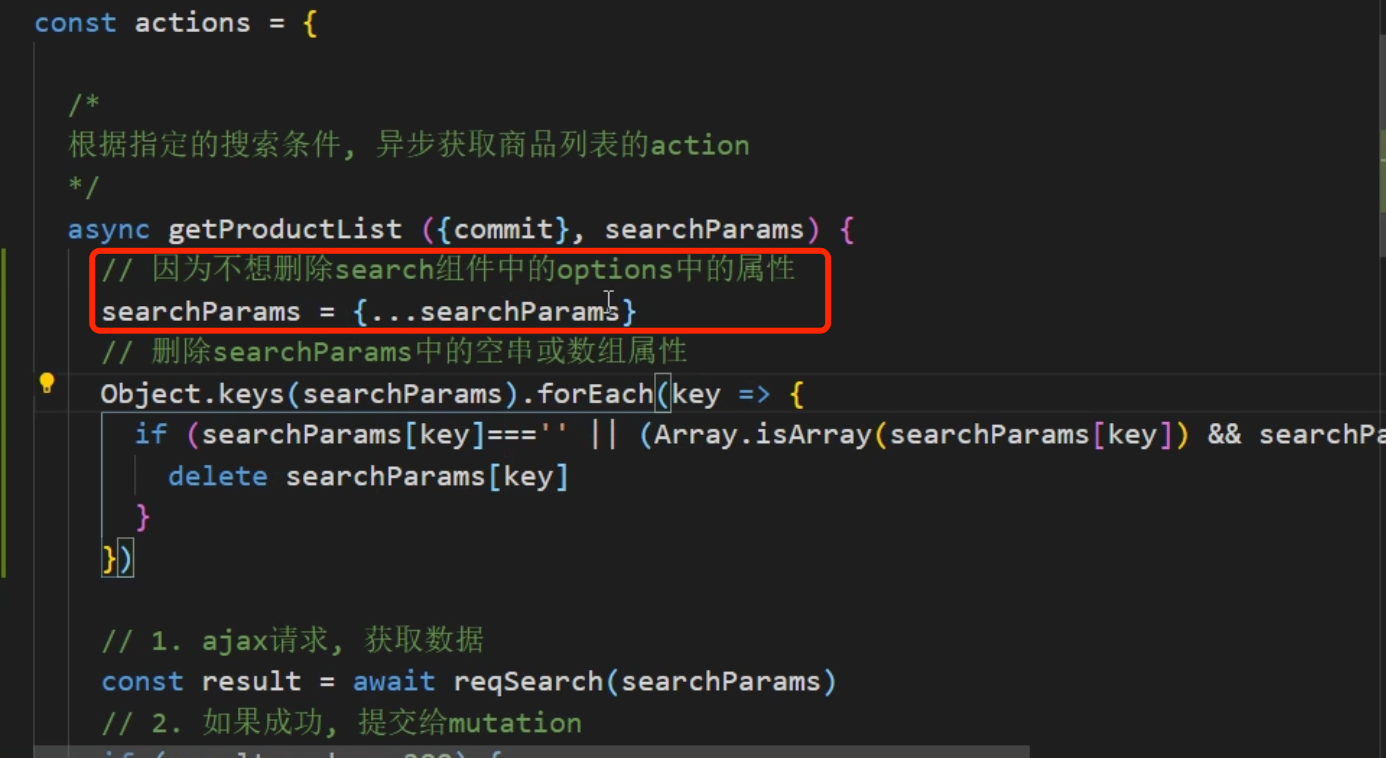 const actions = {
/*
根据指定的搜索条件, 异步获取商品列表的action
*/
async getProductList ({commit}, searchParams) {
// 因为不想删除search组件中的options中的属性
searchParams = {...searchParams}
// 删除searchParams中的空串或数组属性
Object.keys(searchParams).forEach(key => {
if (searchParams[key]==='' || (Array.isArray(searchParams[key]) && searchPa
delete searchParams[key]
}
})
// 1. ajax请求, 获取数据
const result = await reqSearch(searchParams)
// 2. 如果成功, 提交给mutation